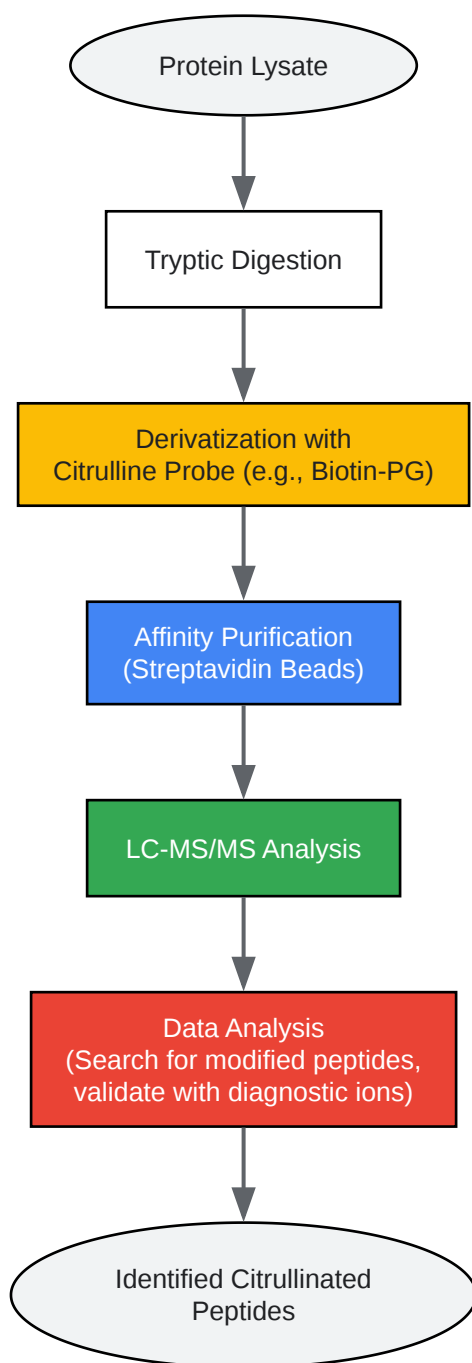 Protein Lysate
Tryptic Digestion
Derivatization with
Citrulline Probe (e.g., Biotin-PG)
Affinity Purification
(Streptavidin Beads)
LC-MS/MS Analysis
Data Analysis
(Search for modified peptides,
validate with diagnostic ions)
Identified Citrullinated
Peptides